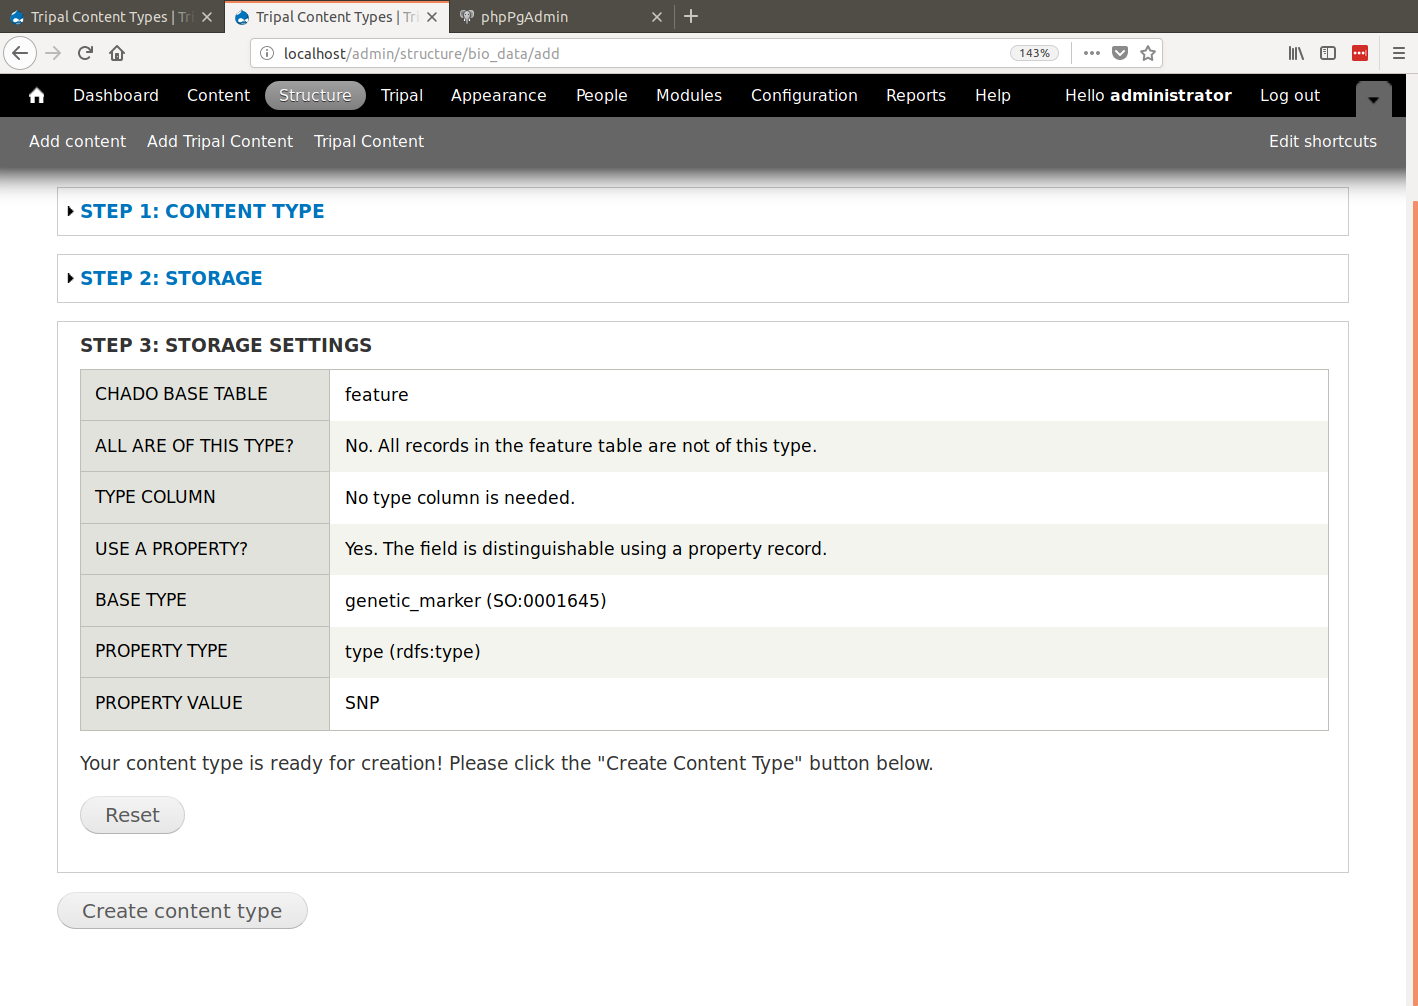 Tripal Content Types | Tri
Tripal Content Types | Tri
phpPgAdmin
localhost/admin/structure/bio_data/add
143%
Dashboard Content Structure Tripal Appearance People Modules Configuration Reports Help Hello administrator Log out
Add content Add Tripal Content Tripal Content Edit shortcuts
STEP 1: CONTENT TYPE
STEP 2: STORAGE
STEP 3: STORAGE SETTINGS
CHADO BASE TABLE feature
ALL ARE OF THIS TYPE? No. All records in the feature table are not of this type.
TYPE COLUMN No type column is needed.
USE A PROPERTY? Yes. The field is distinguishable using a property record.
BASE TYPE genetic_marker (SO:0001645)
PROPERTY TYPE type (rdfs:type)
PROPERTY VALUE SNP
Your content type is ready for creation! Please click the "Create Content Type" button below.
Reset
Create content type